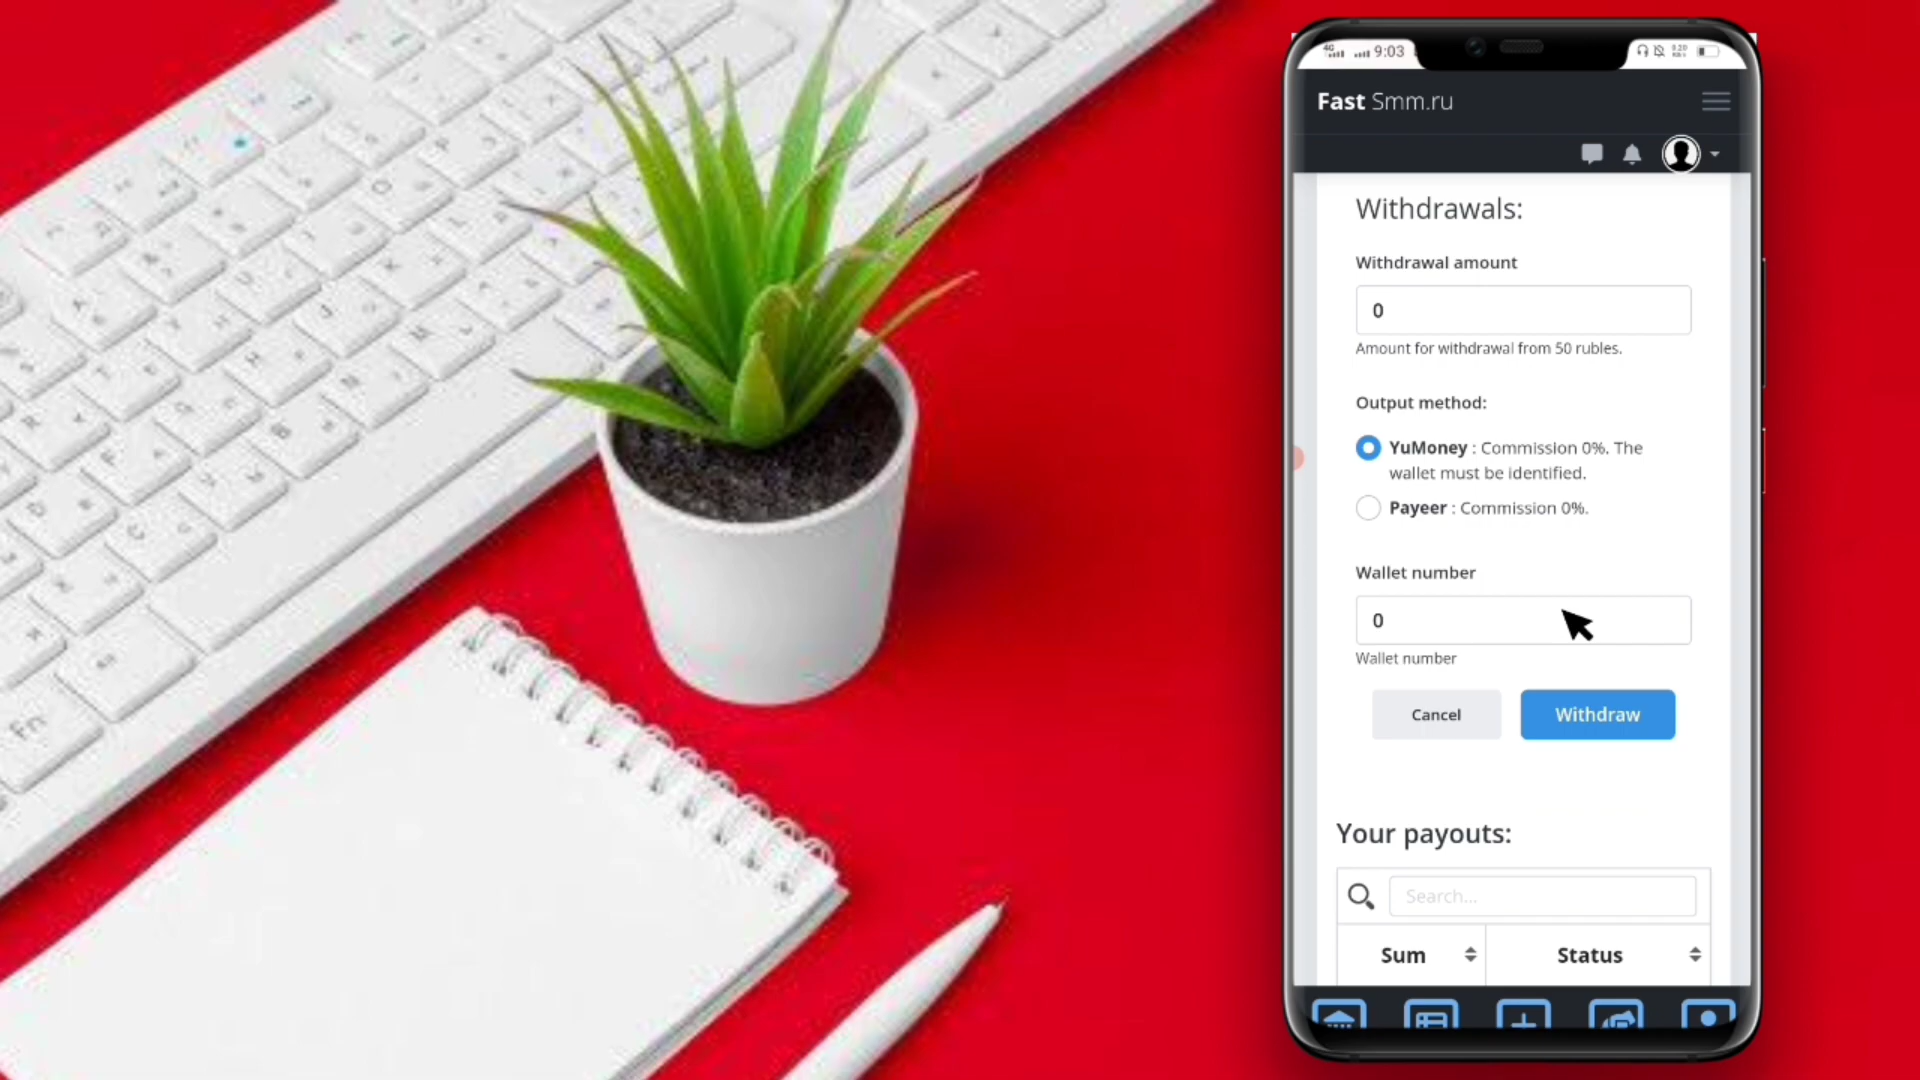 4G 9:03
Fast Smm.ru
Withdrawals:
Withdrawal amount
0
Amount for withdrawal from 50 rubles.
Output method:
YuMoney : Commission 0%. The
wallet must be identified.
Payeer : Commission 0%.
Wallet number
0
Wallet number
Cancel
Withdraw
Your payouts:
Search...
Sum
Status
Fn